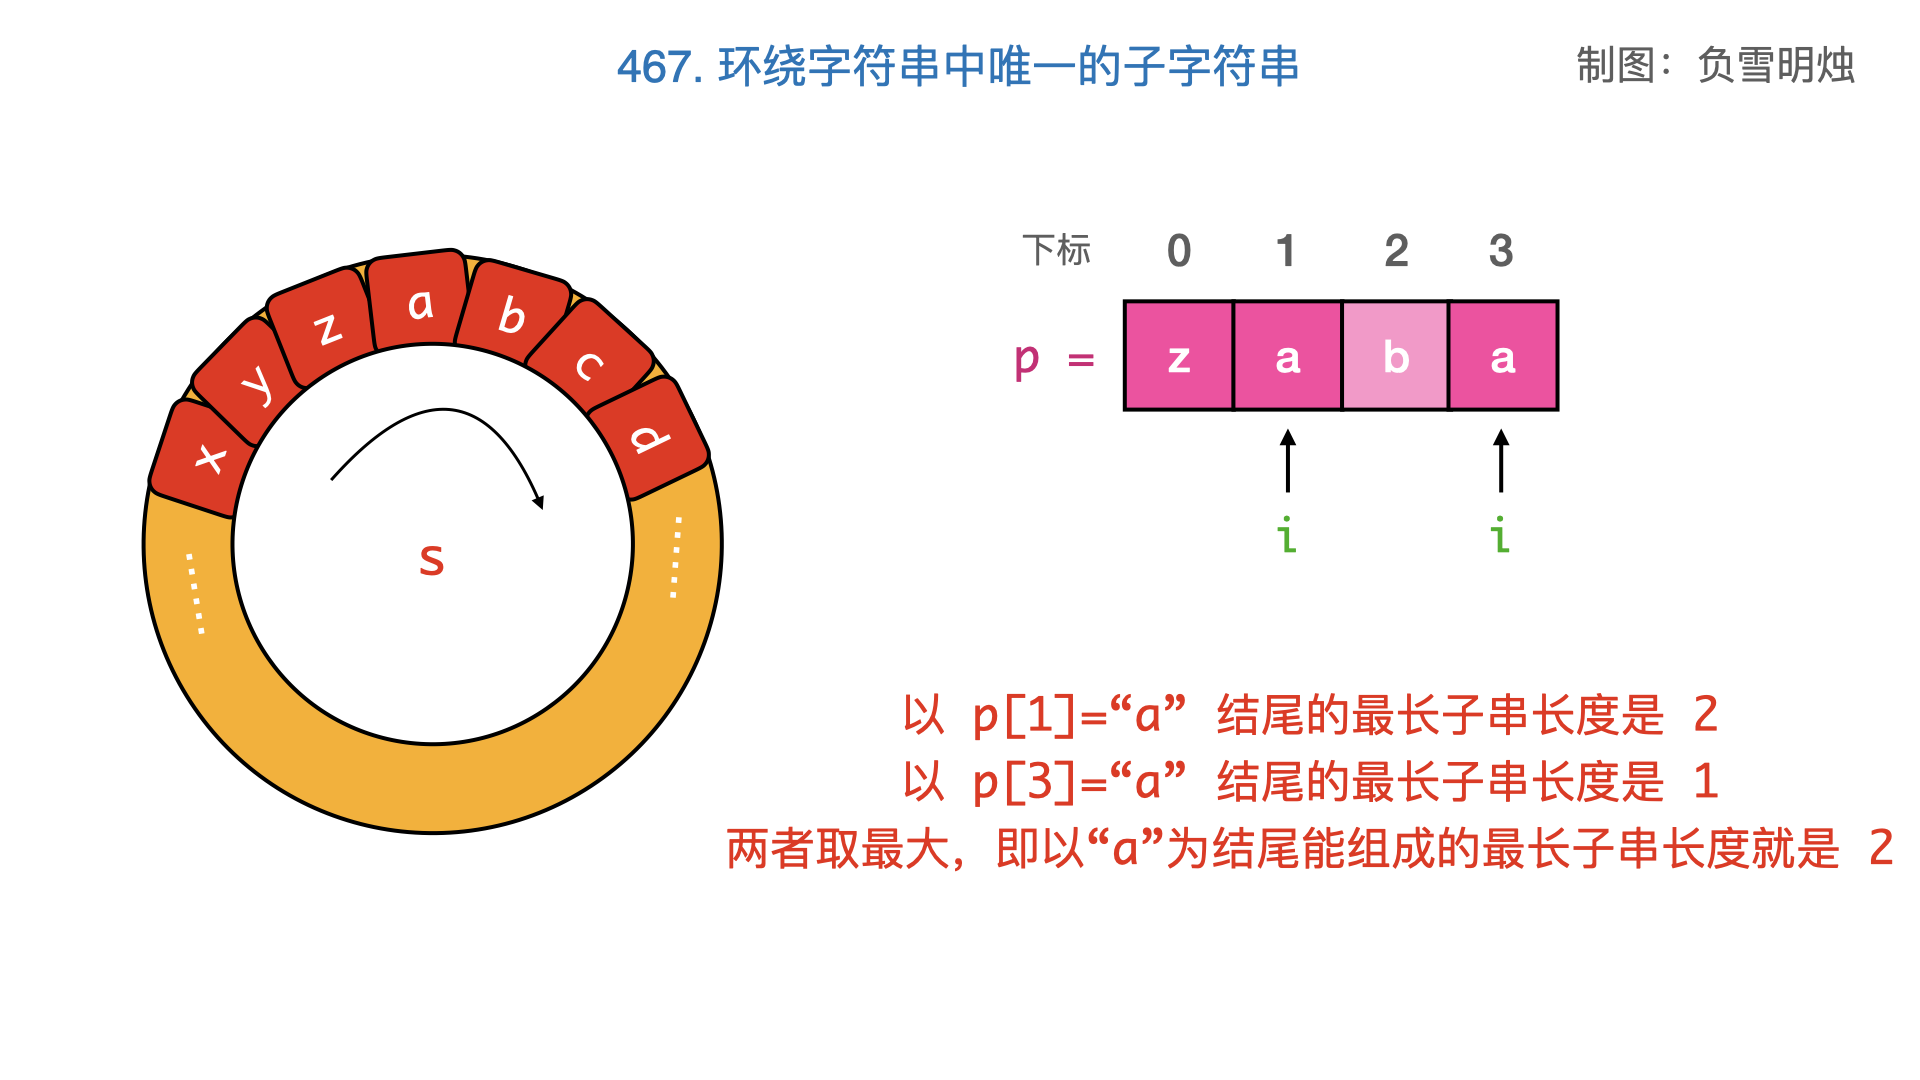 467. 环绕字符串中唯一的子字符串
制图：负雪明烛
x y z a b c d
s
下标 0 1 2 3
p = z a b a
i i
以 p[1]=“a” 结尾的最长子串长度是 2
以 p[3]=“a” 结尾的最长子串长度是 1
两者取最大，即以“a”为结尾能组成的最长子串长度就是 2